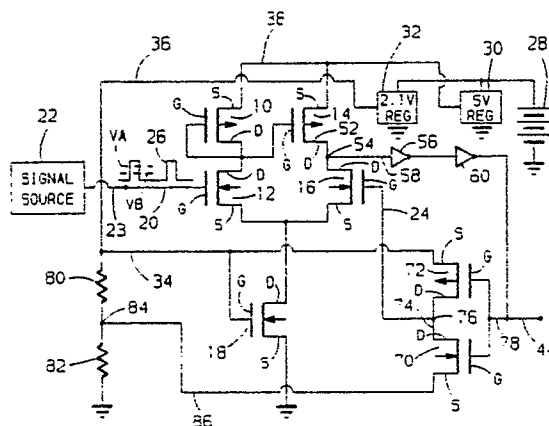 36
38
32
30
28
2.1V
REG
5V
REG
S
S
G
10
14
G
D
52
54
56
22
VA
26
SIGNAL
SOURCE
D
D
G
58
60
12
16
23
VB
20
G
S
S
24
80
34
S
72
G
D
G
D
84
18
74
76
D
78
44
70
S
82
S
G
86